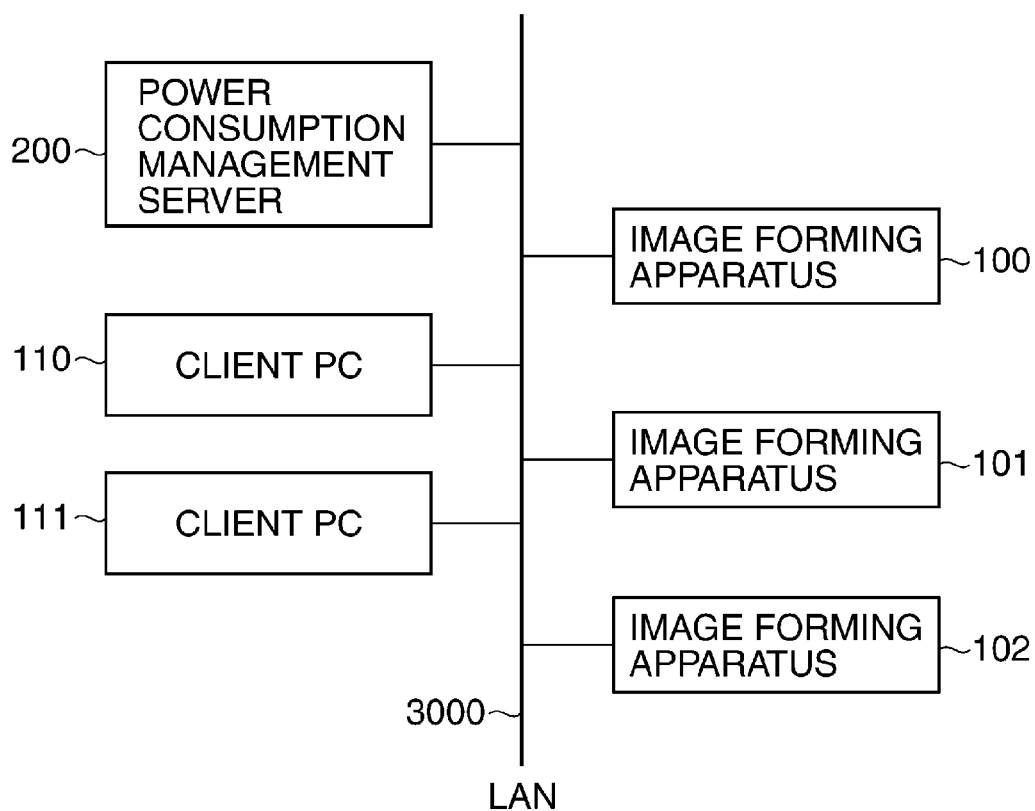 POWER
CONSUMPTION
MANAGEMENT
SERVER
200
IMAGE FORMING
APPARATUS
100
110
CLIENT PC
IMAGE FORMING
APPARATUS
101
111
CLIENT PC
IMAGE FORMING
APPARATUS
102
3000
LAN